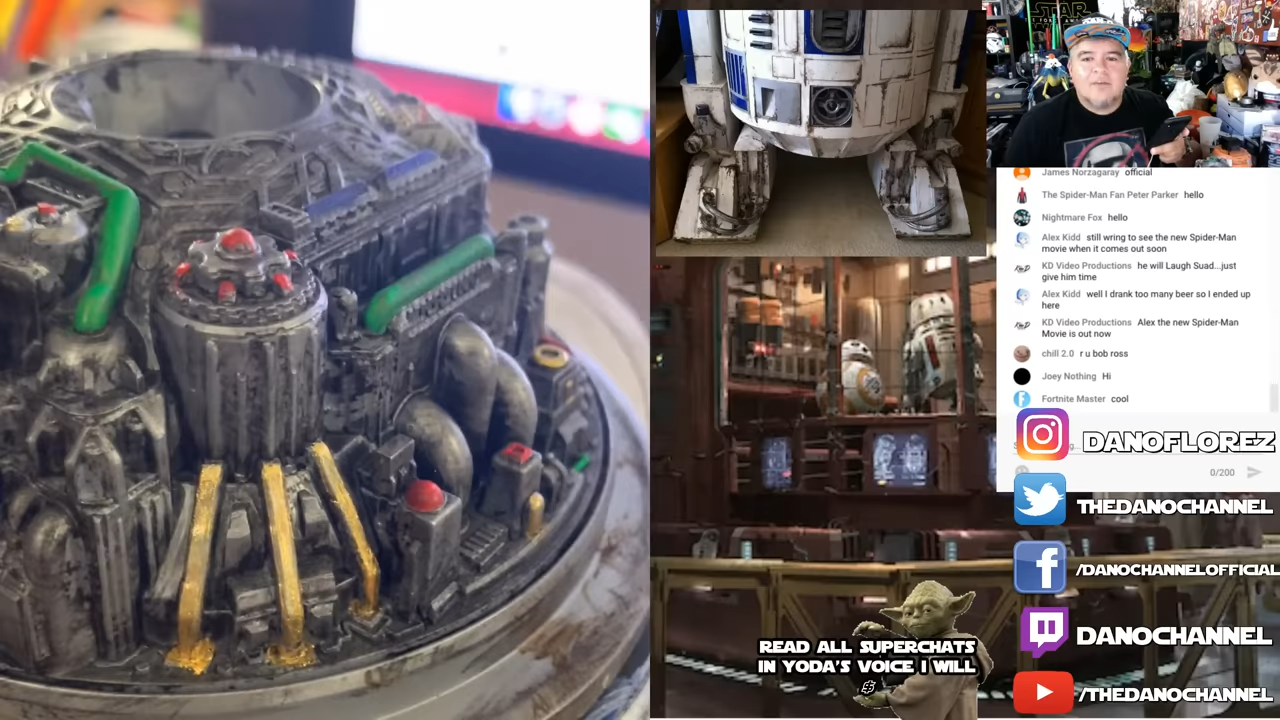 STAR
James Norzagaray official
The Spider-Man Fan Peter Parker hello
Nightmare Fox hello
Alex Kidd still wring to see the new Spider-Man
movie when it comes out soon
KD Video Productions he will Laugh Suad...just
give him time
Alex Kidd well I drank too many beer so I ended up
here
KD Video Productions Alex the new Spider-Man
Movie is out now
chill 2.0 r u bob ross
Joey Nothing Hi
Fortnite Master cool
DANOFLOREZ
0/200
THEDANOCHANNEL
/DANOCHANNELOFFICIAL
DANOCHANNEL
/THEDANOCHANNEL
READ ALL SUPERCHATS
IN YODA'S VOICE I WILL
$